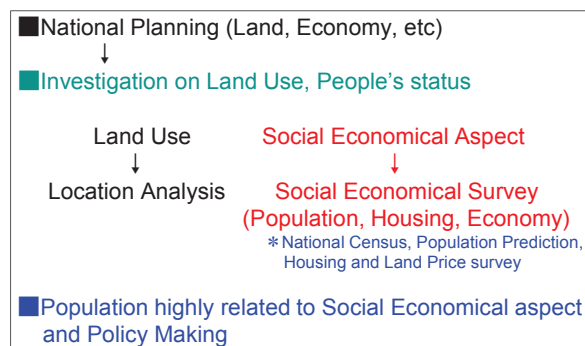 ■National Planning (Land, Economy, etc)
↓
■Investigation on Land Use, People's status
Land Use Social Economical Aspect
↓ ↓
Location Analysis Social Economical Survey
(Population, Housing, Economy)
*National Census, Population Prediction,
Housing and Land Price survey
■Population highly related to Social Economical aspect
and Policy Making